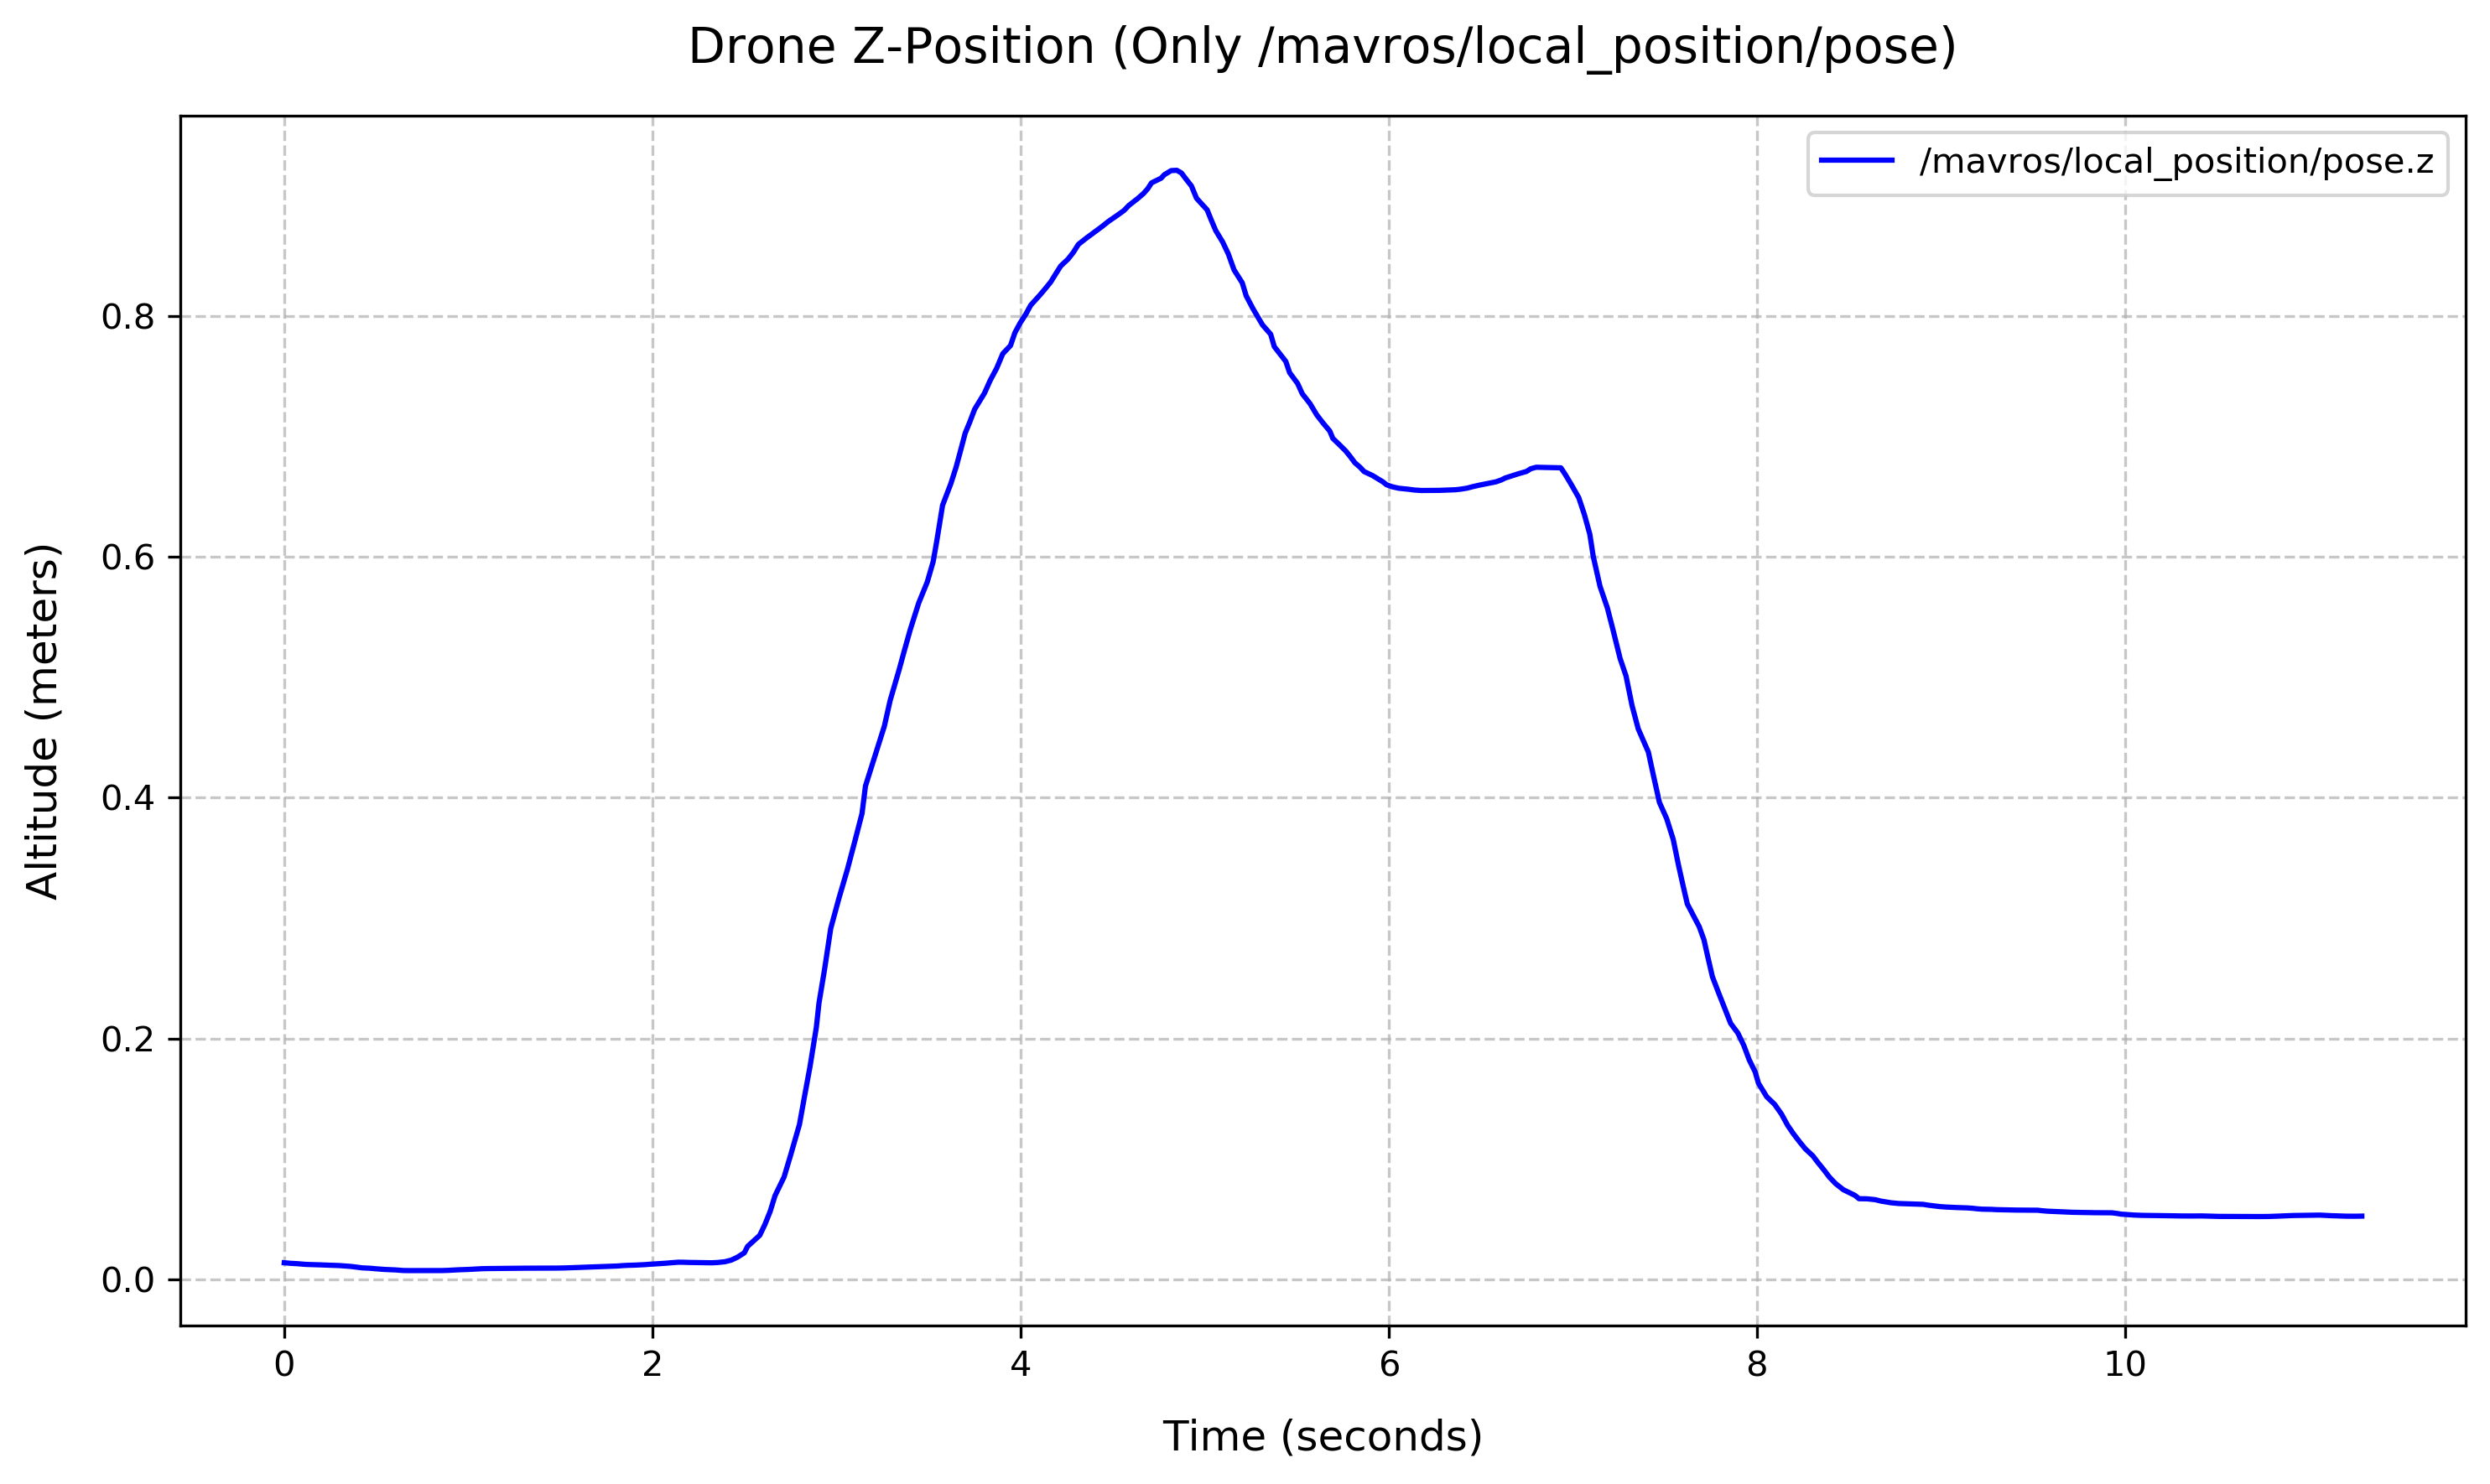 Drone Z-Position (Only /mavros/local_position/pose)
/mavros/local_position/pose.z
Altitude (meters)
0.8
0.6
0.4
0.2
0.0
0 2 4 6 8 10
Time (seconds)